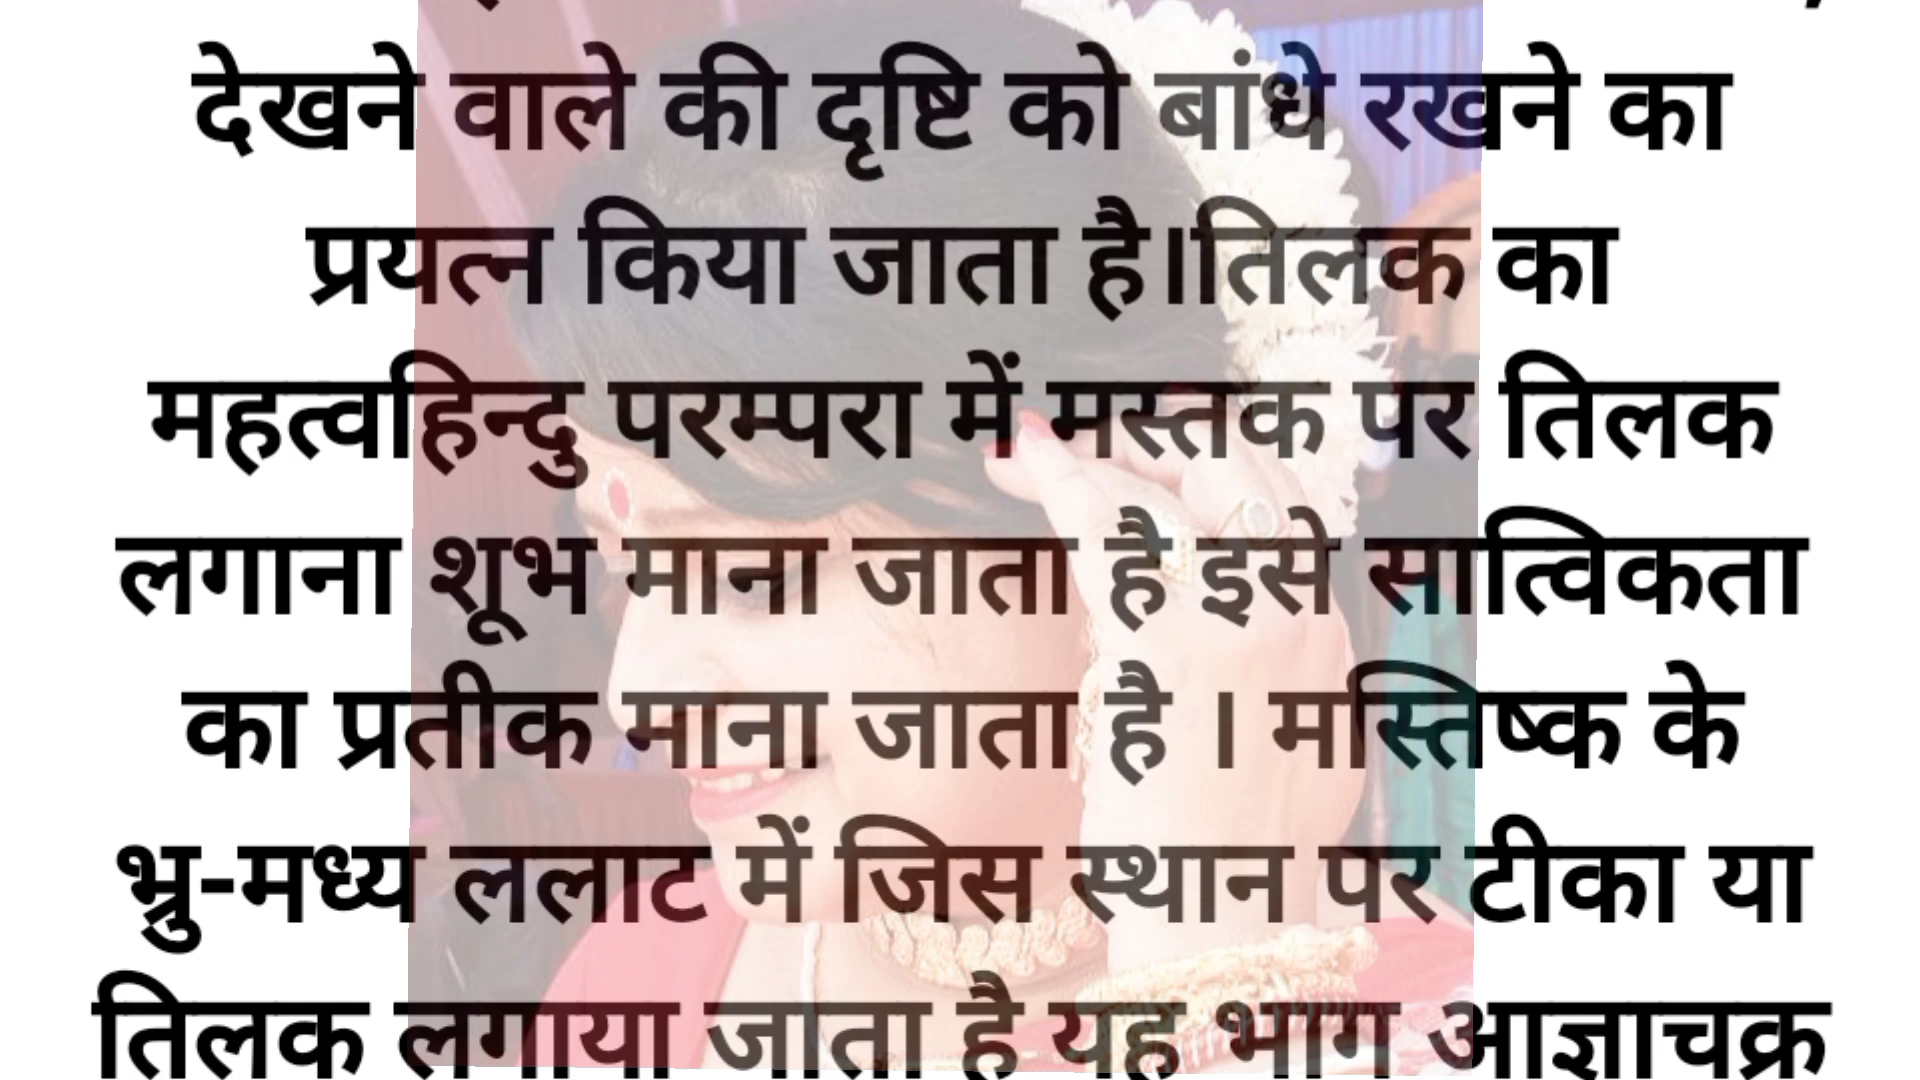 देखने वाले की दृष्टि को बांधे रखने का
प्रयत्न किया जाता है।तिलक का
महत्वहिन्दु परम्परा में मस्तक पर तिलक
लगाना शूभ माना जाता है इसे सात्विकता
का प्रतीक माना जाता है । मस्तिष्क के
भ्रु-मध्य ललाट में जिस स्थान पर टीका या
तिलक लगाया जाता है यह भाग आज्ञाचक्र